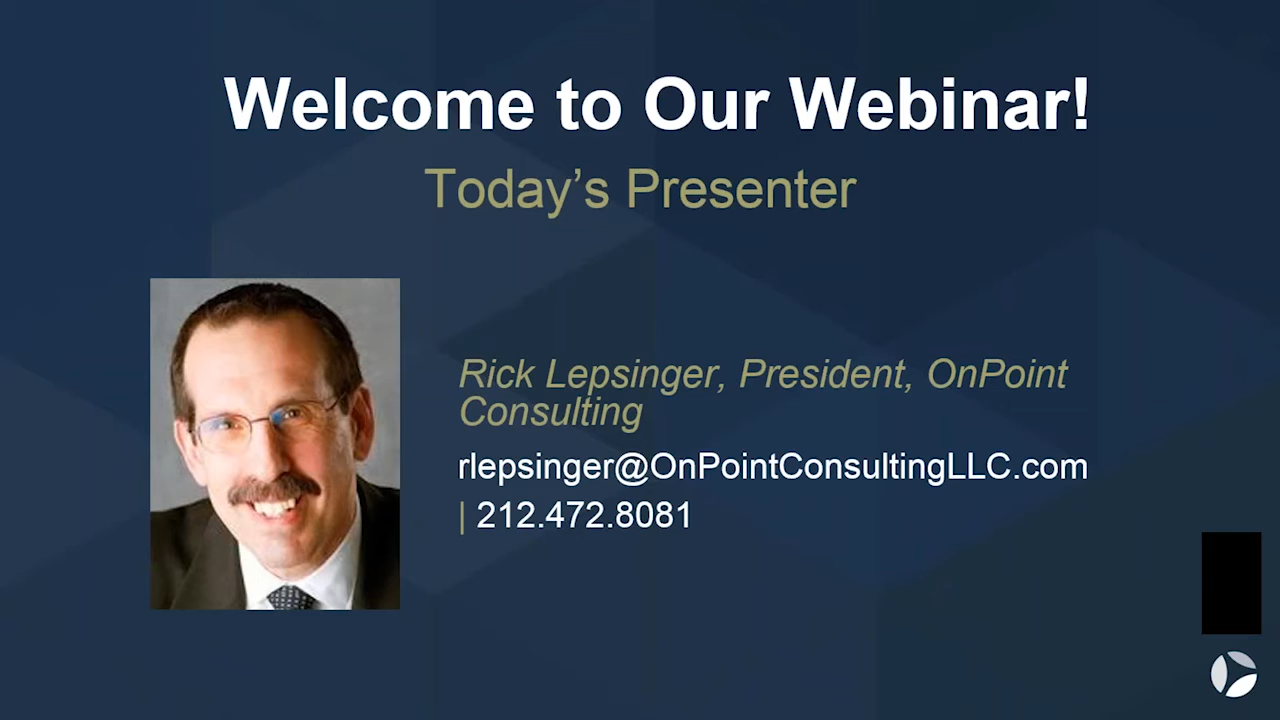 Welcome to Our Webinar!
Today’s Presenter
Rick Lepsinger, President, OnPoint
Consulting
rlepsinger@OnPointConsultingLLC.com
| 212.472.8081